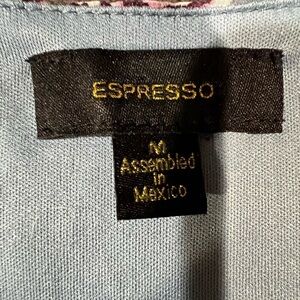 ESPRESSO
M
Assembled
in
Mexico